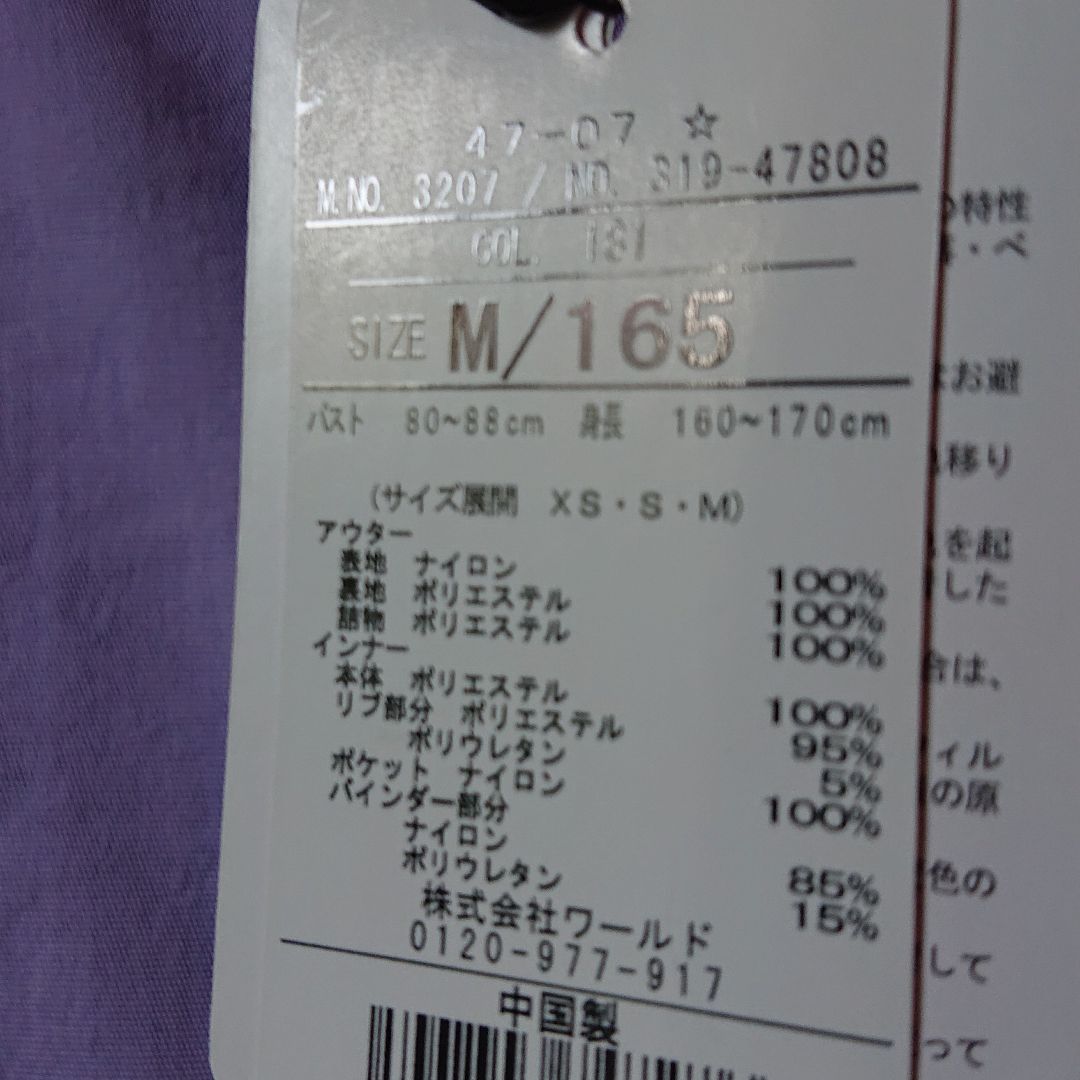 47-07 ☆
M.NO. 3207 / NO. 319-47808
COL. 181
SIZE M/165
バスト 80~88cm 身長 160~170cm
(サイズ展開 XS・S・M)
アウター
表地 ナイロン 100%
裏地 ポリエステル 100%
詰物 ポリエステル 100%
インナー
本体 ポリエステル 100%
リブ部分 ポリエステル 95%
ポリウレタン 5%
ポケット ナイロン 100%
バインダー部分
ナイロン 85%
ポリウレタン 15%
株式会社ワールド
0120-977-917
中国製
特性
・ベ
お避
移り
を起
した
は、
ィル
の原
色の
して
って